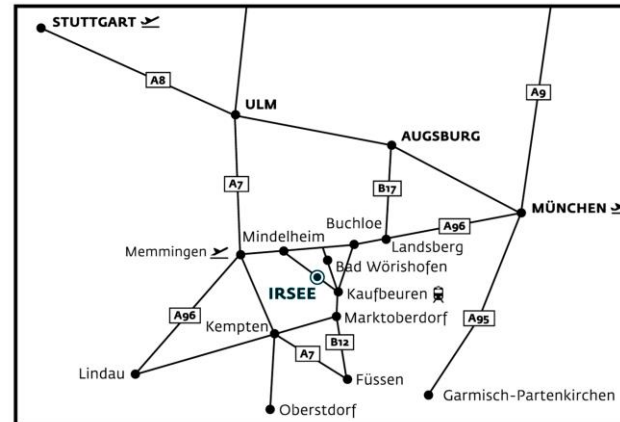 STUTTGART
A8
A9
ULM
AUGSBURG
A7
B17
MÜNCHEN
Buchloe
A96
Mindelheim
Landsberg
Memmingen
Bad Wörishofen
IRSEE
Kaufbeuren
A96
Marktoberdorf
A95
Kempten
B12
A7
Lindau
Füssen
Garmisch-Partenkirchen
Oberstdorf